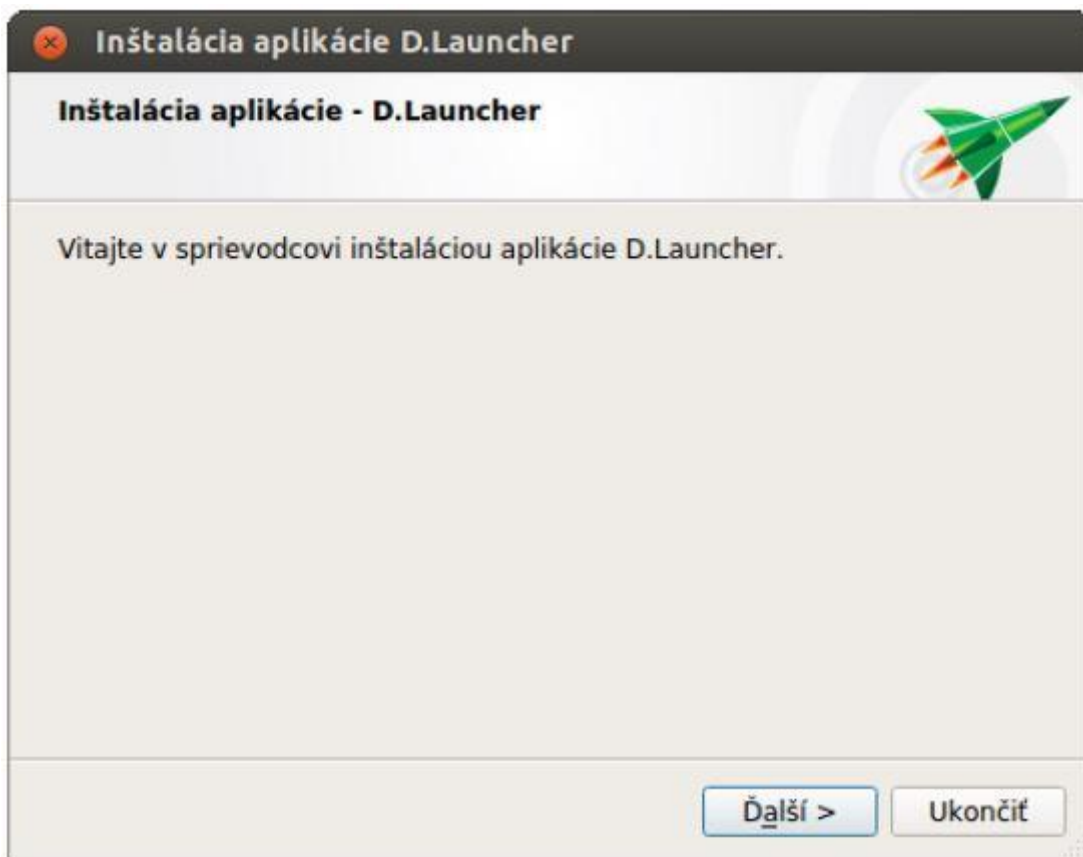 Inštalácia aplikácie D.Launcher
Inštalácia aplikácie - D.Launcher
Vitajte v sprievodcovi inštaláciou aplikácie D.Launcher.
Ďalší >
Ukončiť